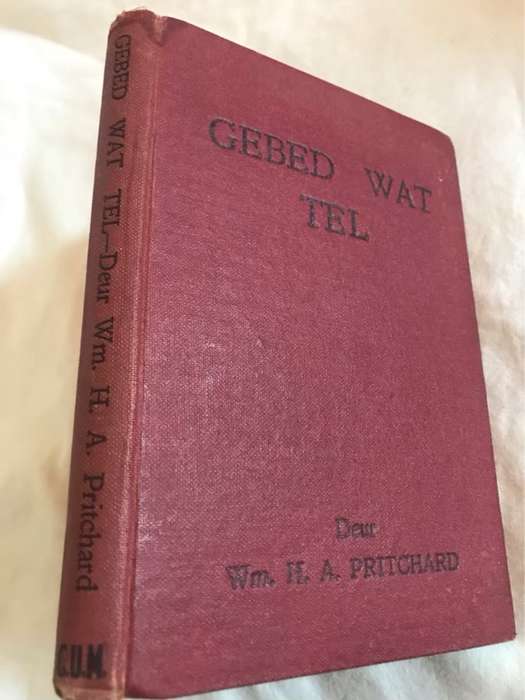 GEBED WAT TEL—Deur Wm. H. A. Pritchard
C.U.M.
GEBED WAT
TEL
Deur
Wm. H. A. PRITCHARD